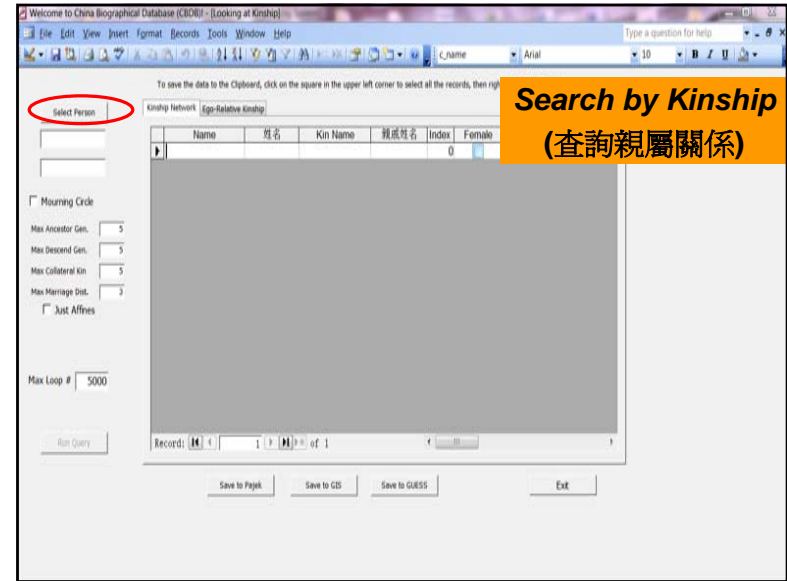 Welcome to China Biographical Database (CBDB)! - [Looking at Kinship]
File Edit View Insert Format Records Tools Window Help
Type a question for help
c_name
Arial
10
B I U
To save the data to the Clipboard, click on the square in the upper left corner to select all the records, then righ
Search by Kinship
(查詢親屬關係)
Select Person
Kinship Network
Ego-Relative Kinship
Name 姓名 Kin Name 親戚姓名 Index Female
0
Mourning Circle
Max Ancestor Gen. 5
Max Descend Gen. 5
Max Collateral Kin 5
Max Marriage Dist. 3
Just Affines
Max Loop # 5000
Run Query
Record: 1 of 1
Save to Pajek
Save to GIS
Save to GUESS
Exit